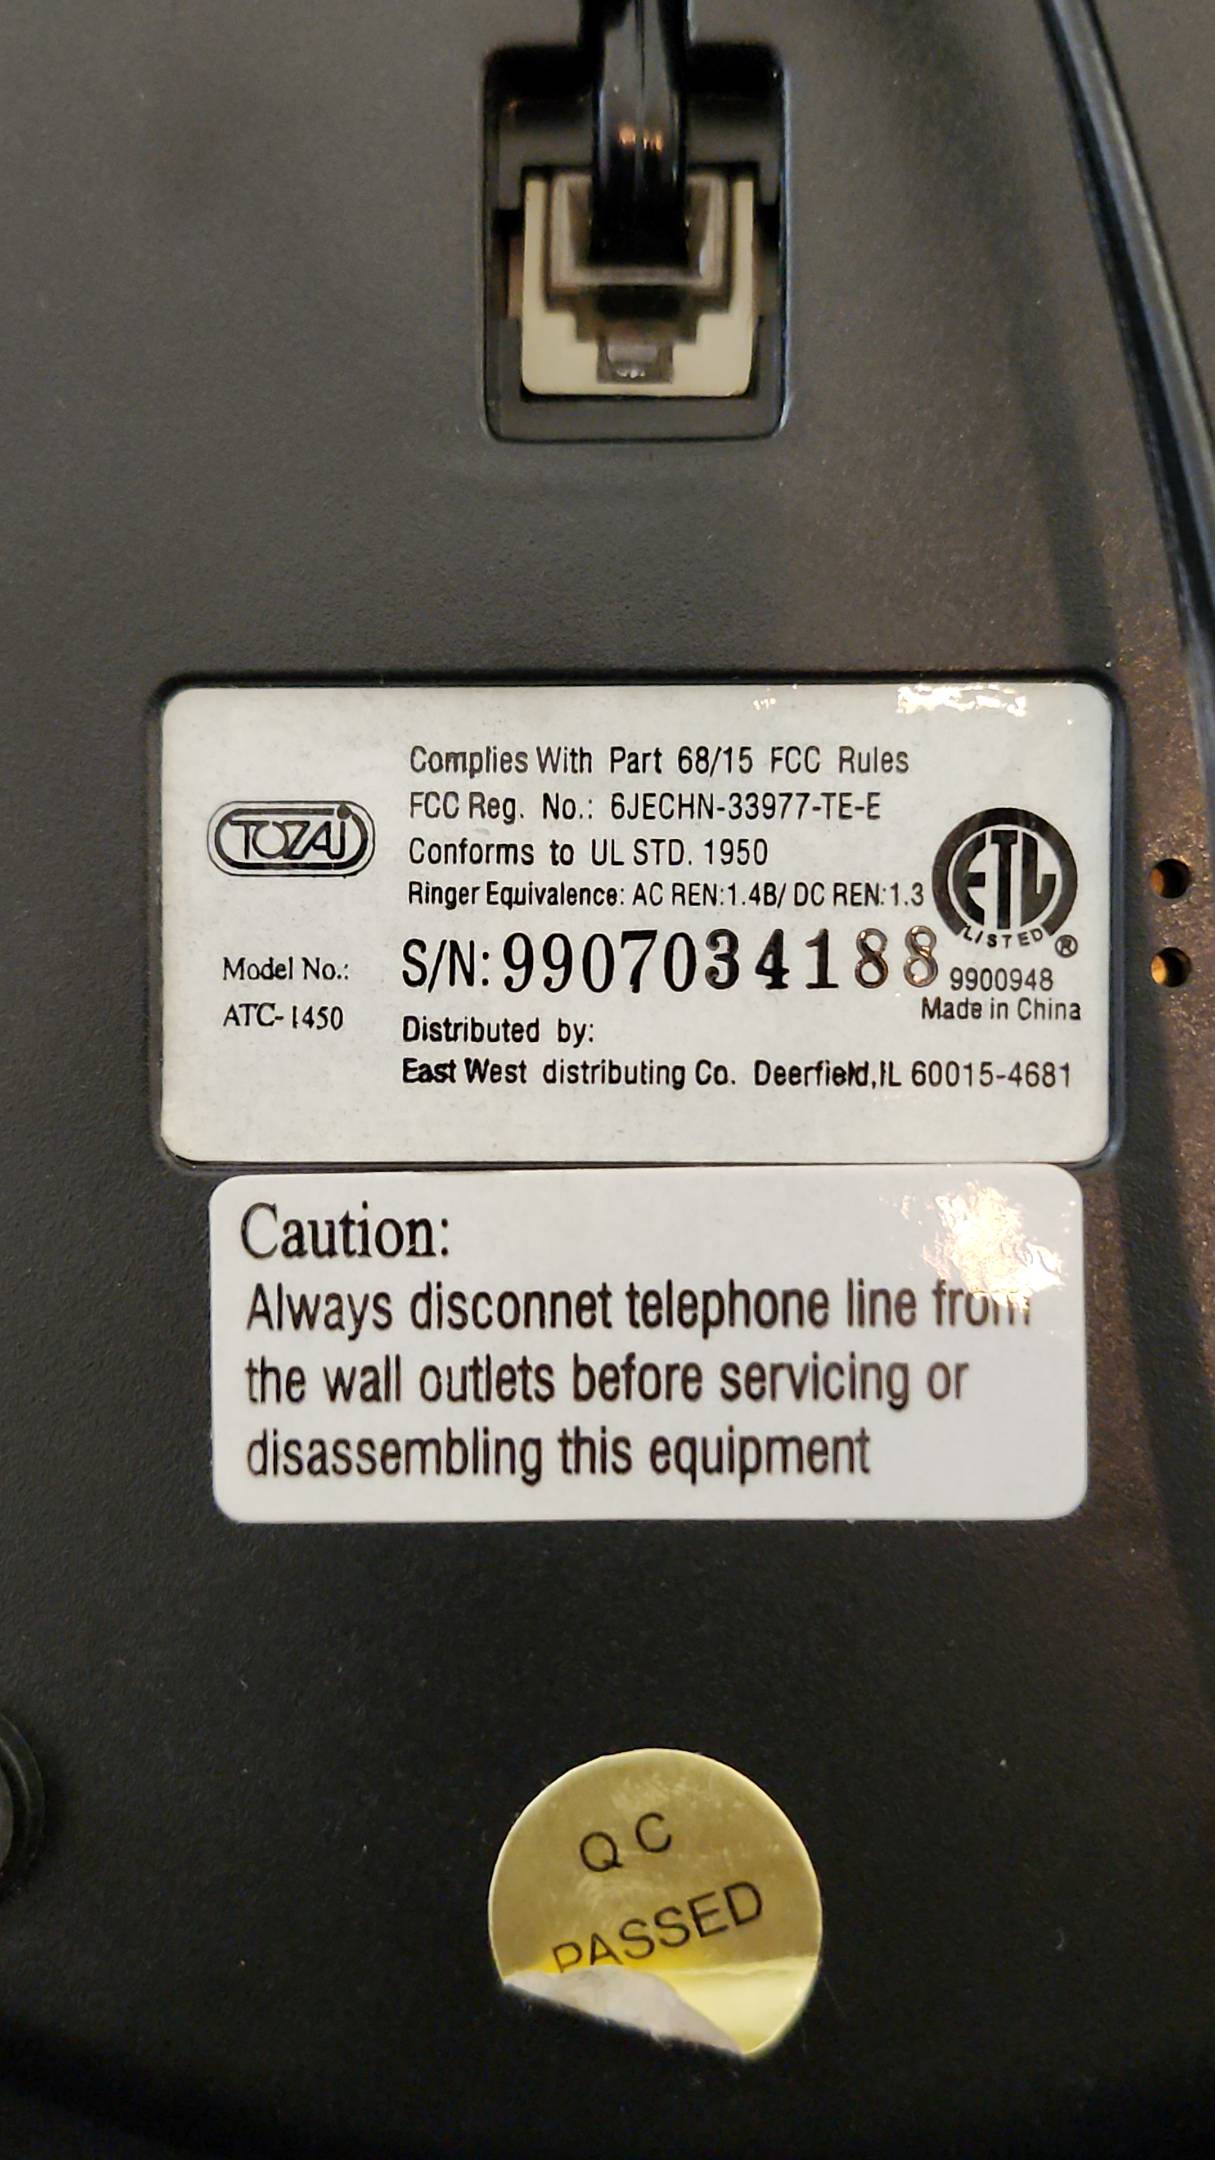 Complies With Part 68/15 FCC Rules
FCC Reg. No.: 6JECHN-33977-TE-E
Conforms to UL STD. 1950
Ringer Equivalence: AC REN:1.4B/ DC REN:1.3
TOZAI
ETL
LISTED ®
Model No.:
ATC-1450
S/N: 9907034188
9900948
Made in China
Distributed by:
East West distributing Co. Deerfield,IL 60015-4681
Caution:
Always disconnet telephone line from
the wall outlets before servicing or
disassembling this equipment
QC
PASSED